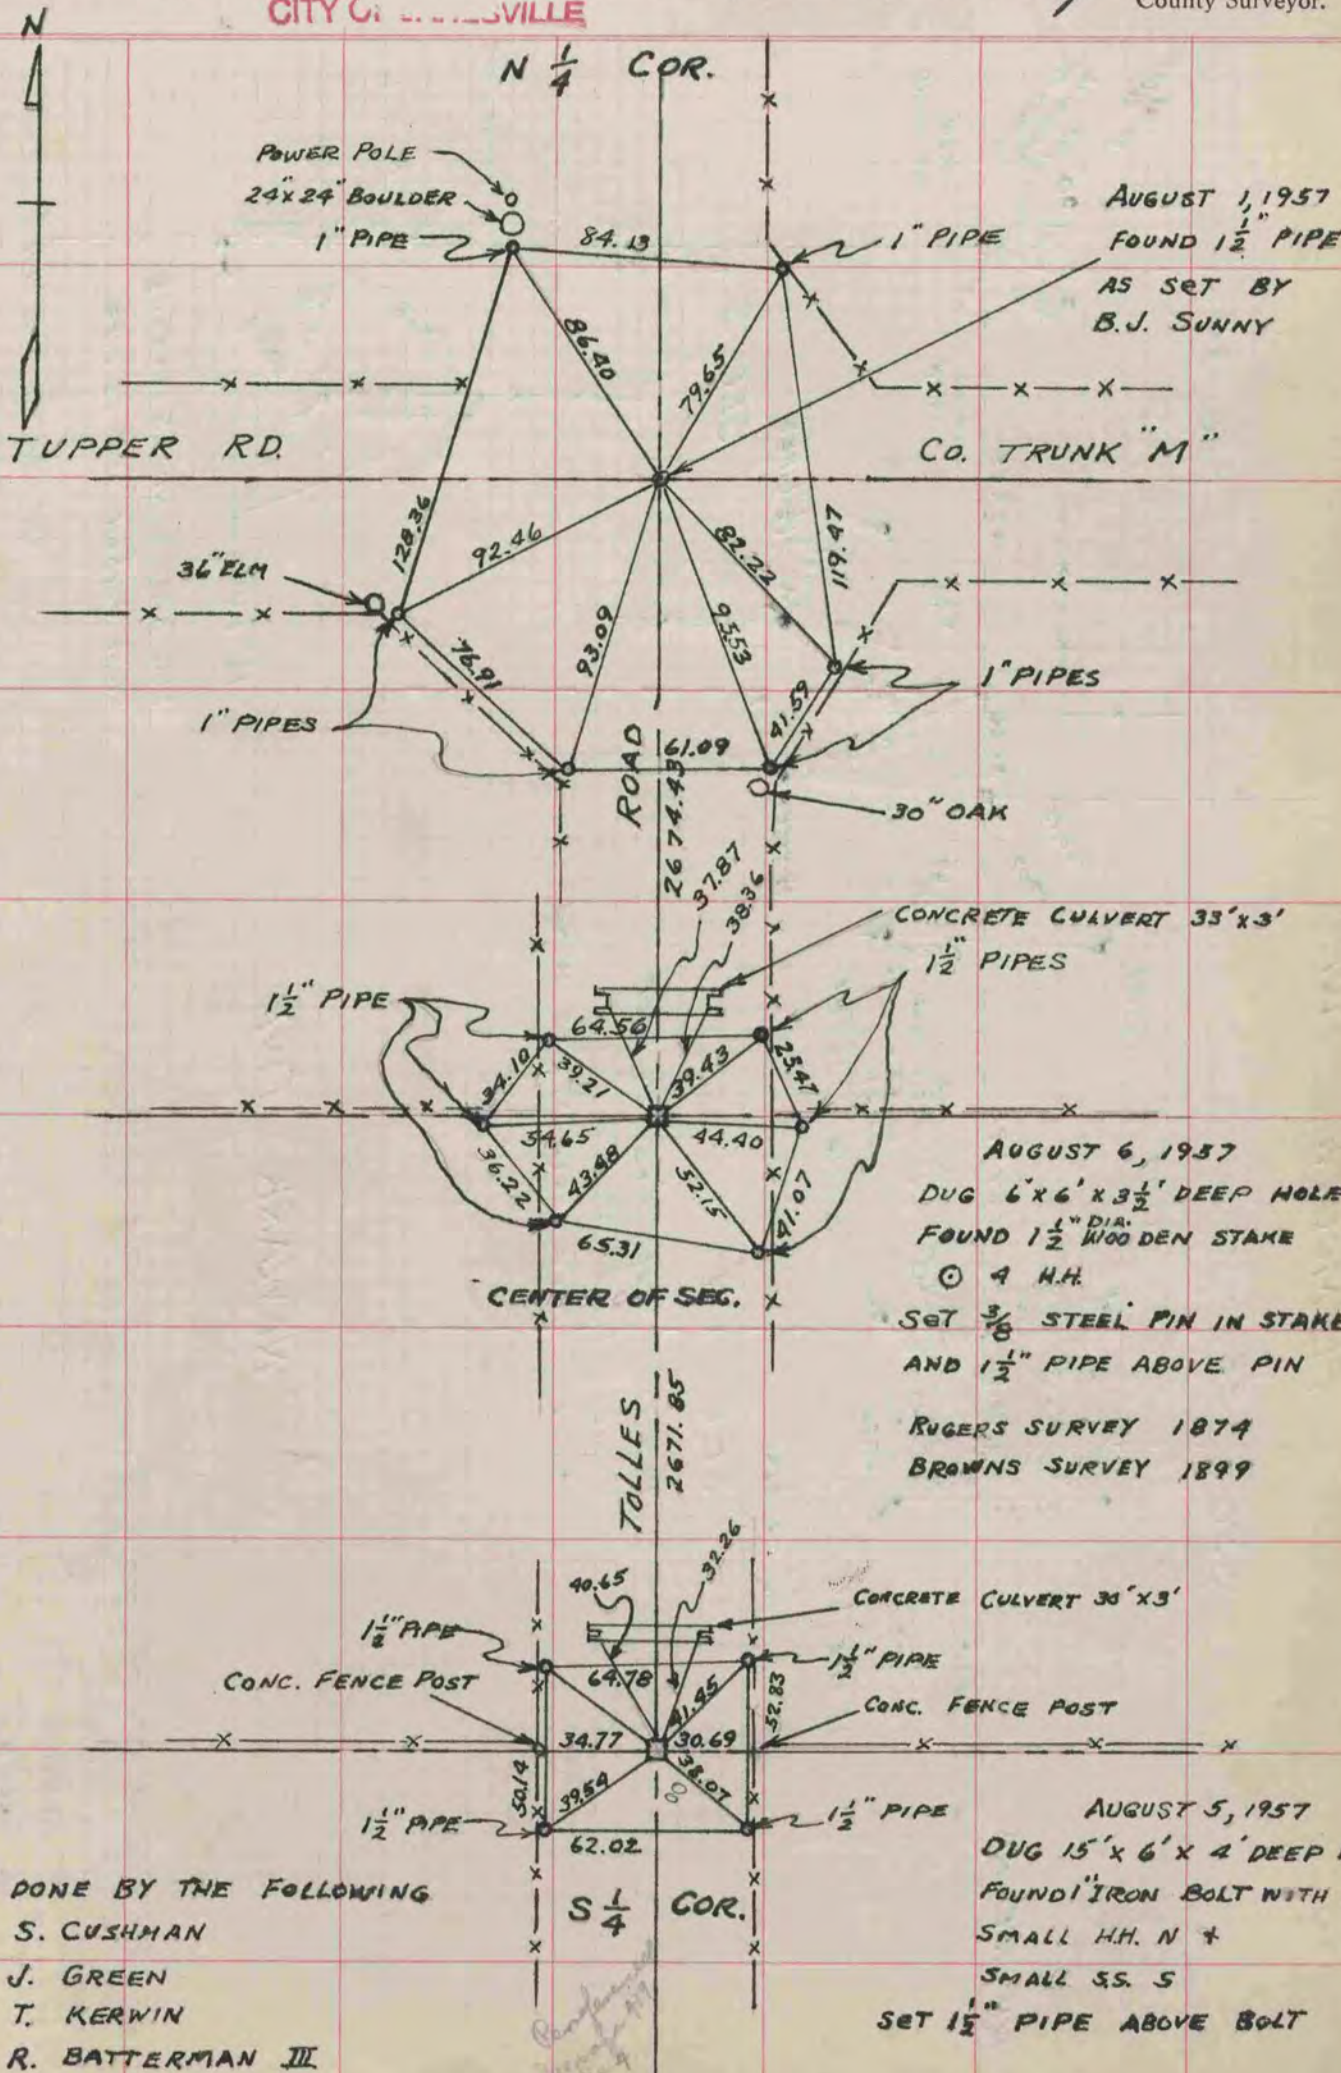 CITY OF
County Surveyor.
N
N 1/4 COR.
POWER POLE
24"x24" BOULDER
1" PIPE
84.13
1" PIPE
AUGUST 1, 1957
FOUND 1 1/2" PIPE
AS SET BY
B.J. SUNNY
86.40
79.65
TUPPER RD.
CO. TRUNK "M"
128.36
92.46
82.22
119.47
36" ELM
93.09
95.53
76.91
41.59
1" PIPES
1" PIPES
61.09
ROAD
2674.43
30" OAK
37.87
38.36
CONCRETE CULVERT 33'x3'
1 1/2" PIPES
1 1/2" PIPE
64.56
34.10
39.21
39.43
25.47
54.65
44.40
36.22
43.98
52.15
41.07
65.31
CENTER OF SEC.
AUGUST 6, 1957
DUG 6'x6'x3 1/2' DEEP HOLE
FOUND 1 1/2" DIA. WOODEN STAKE
⊙ 4 H.H.
SET 3/8 STEEL PIN IN STAKE
AND 1 1/2" PIPE ABOVE PIN
RUGERS SURVEY 1874
BROWNS SURVEY 1899
TOLLES
2671.85
40.65
32.26
CONCRETE CULVERT 30'x3'
1 1/2" PIPE
1 1/2" PIPE
CONC. FENCE POST
64.78
41.45
52.83
CONC. FENCE POST
34.77
30.69
50.14
39.54
38.07
1 1/2" PIPE
1 1/2" PIPE
62.02
AUGUST 5, 1957
DUG 15'x 6'x 4' DEEP
FOUND 1" IRON BOLT WITH
SMALL H.H. N +
SMALL S.S. S
SET 1 1/2" PIPE ABOVE BOLT
S 1/4 COR.
DONE BY THE FOLLOWING
S. CUSHMAN
J. GREEN
T. KERWIN
R. BATTERMAN III